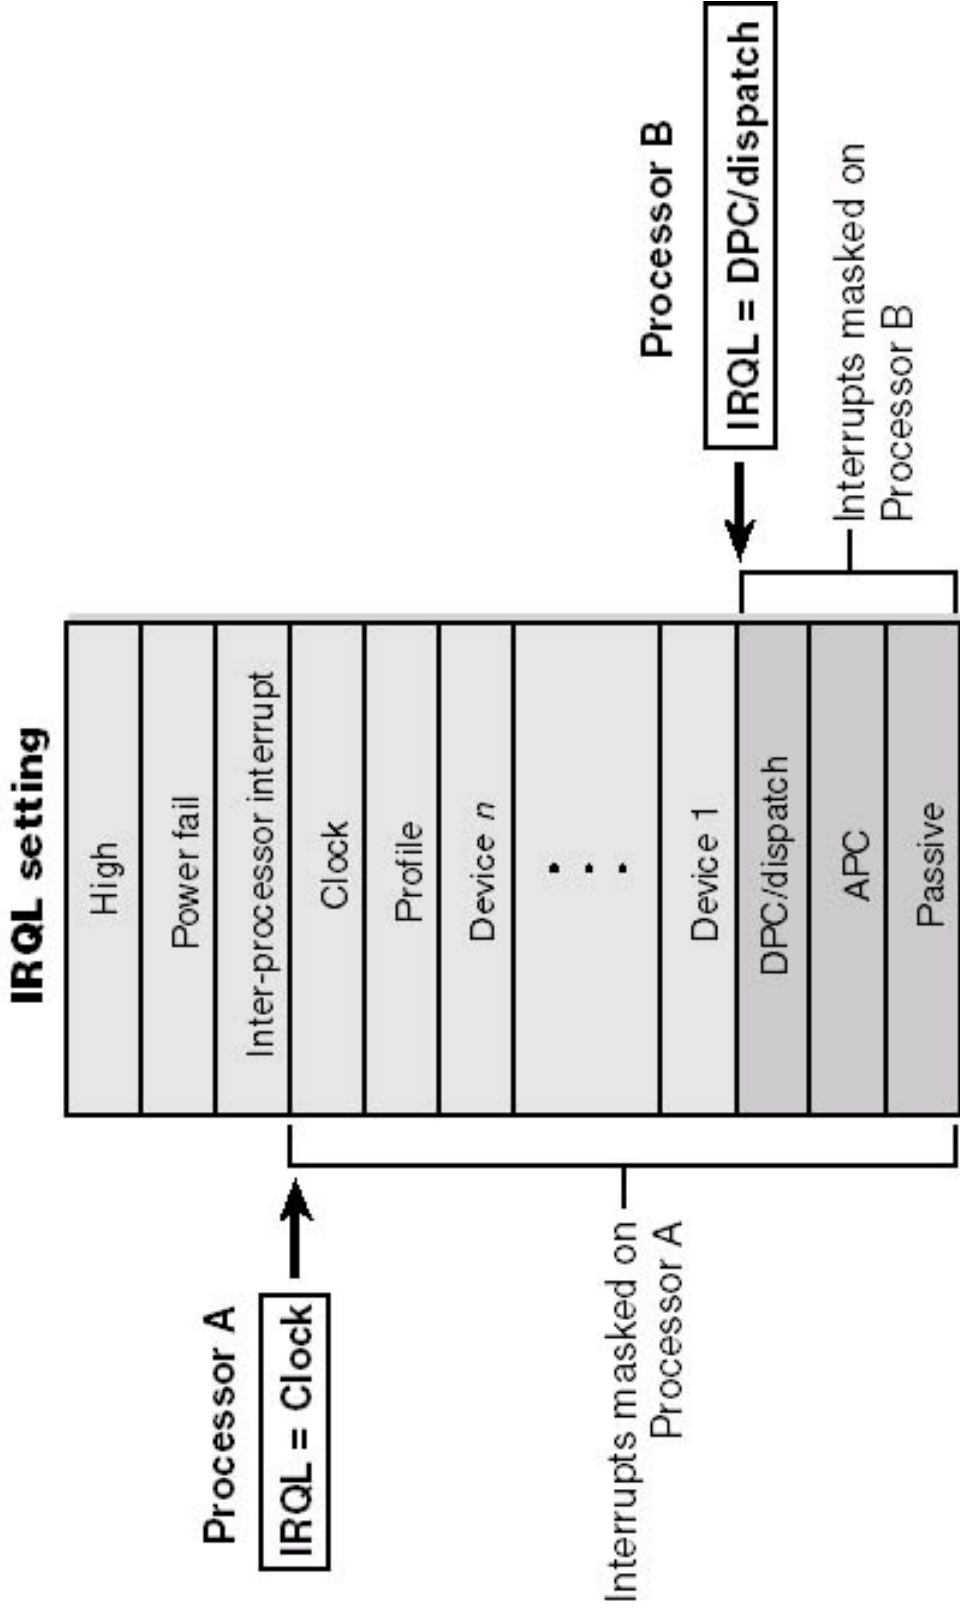 IRQL setting
Processor A
IRQL = Clock
Interrupts masked on
Processor A
High
Power fail
Inter-processor interrupt
Clock
Profile
Device n
. . .
Device 1
DPC/dispatch
APC
Passive
Processor B
IRQL = DPC/dispatch
Interrupts masked on
Processor B